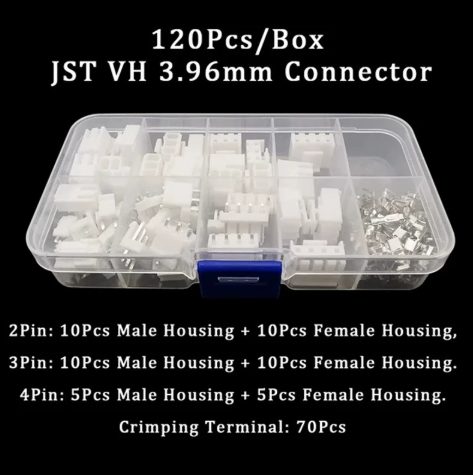 120Pcs/Box
JST VH 3.96mm Connector
2Pin: 10Pcs Male Housing + 10Pcs Female Housing,
3Pin: 10Pcs Male Housing + 10Pcs Female Housing.
4Pin: 5Pcs Male Housing + 5Pcs Female Housing.
Crimping Terminal: 70Pcs